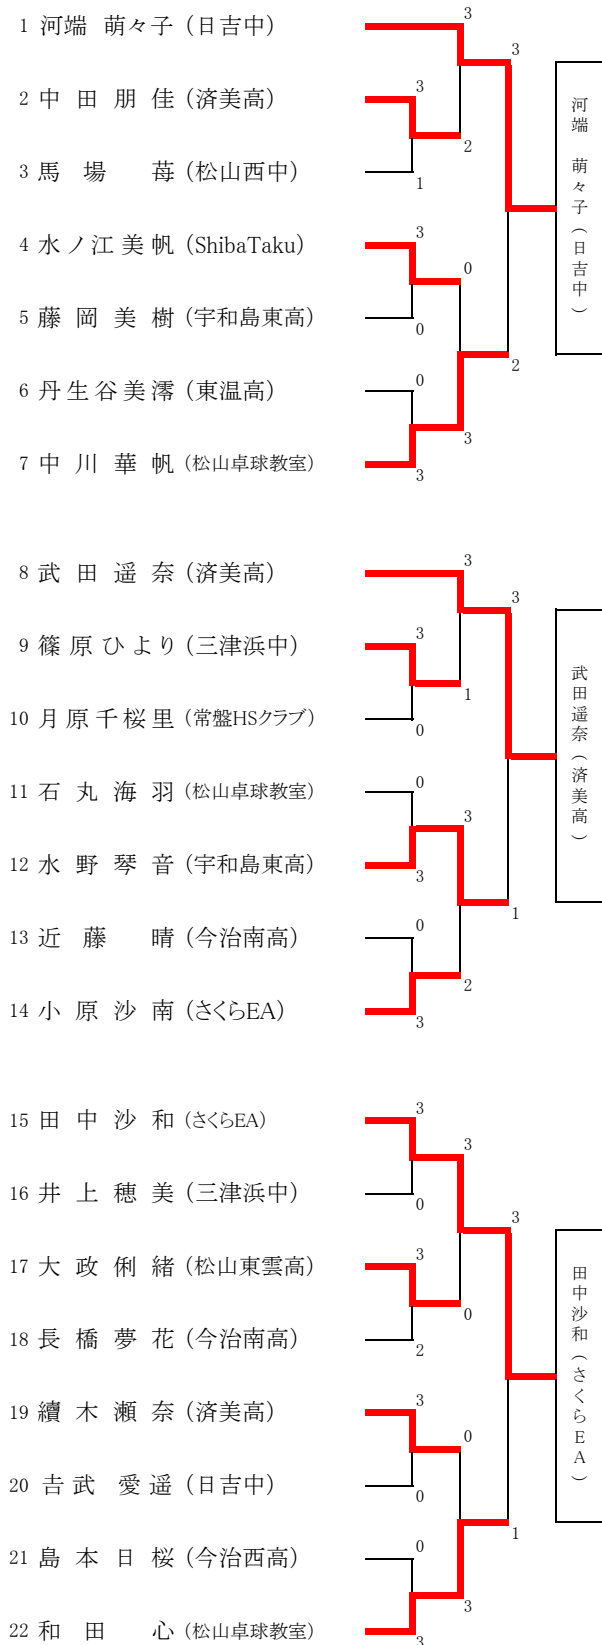 1 河端 萌々子 (日吉中)
3
3
2 中田朋佳 (済美高)
3
2
3 馬場 苺 (松山西中)
1
4 水ノ江美帆 (ShibaTaku)
3
0
5 藤岡美樹 (宇和島東高)
0
2
6 丹生谷美澪 (東温高)
0
3
7 中川華帆 (松山卓球教室)
3
河端 萌々子(日吉中)
8 武田遥奈 (済美高)
3
3
9 篠原ひより (三津浜中)
3
1
10 月原千桜里 (常盤HSクラブ)
0
11 石丸海羽 (松山卓球教室)
0
3
12 水野琴音 (宇和島東高)
3
1
13 近藤 晴 (今治南高)
0
2
14 小原沙南 (さくらEA)
3
武田遥奈(済美高)
15 田中沙和 (さくらEA)
3
3
16 井上穂美 (三津浜中)
0
3
17 大政俐緒 (松山東雲高)
3
0
18 長橋夢花 (今治南高)
2
19 續木瀬奈 (済美高)
3
0
20 𠮷武愛遥 (日吉中)
0
1
21 島本日桜 (今治西高)
0
3
22 和田 心 (松山卓球教室)
3
田中沙和(さくらEA)